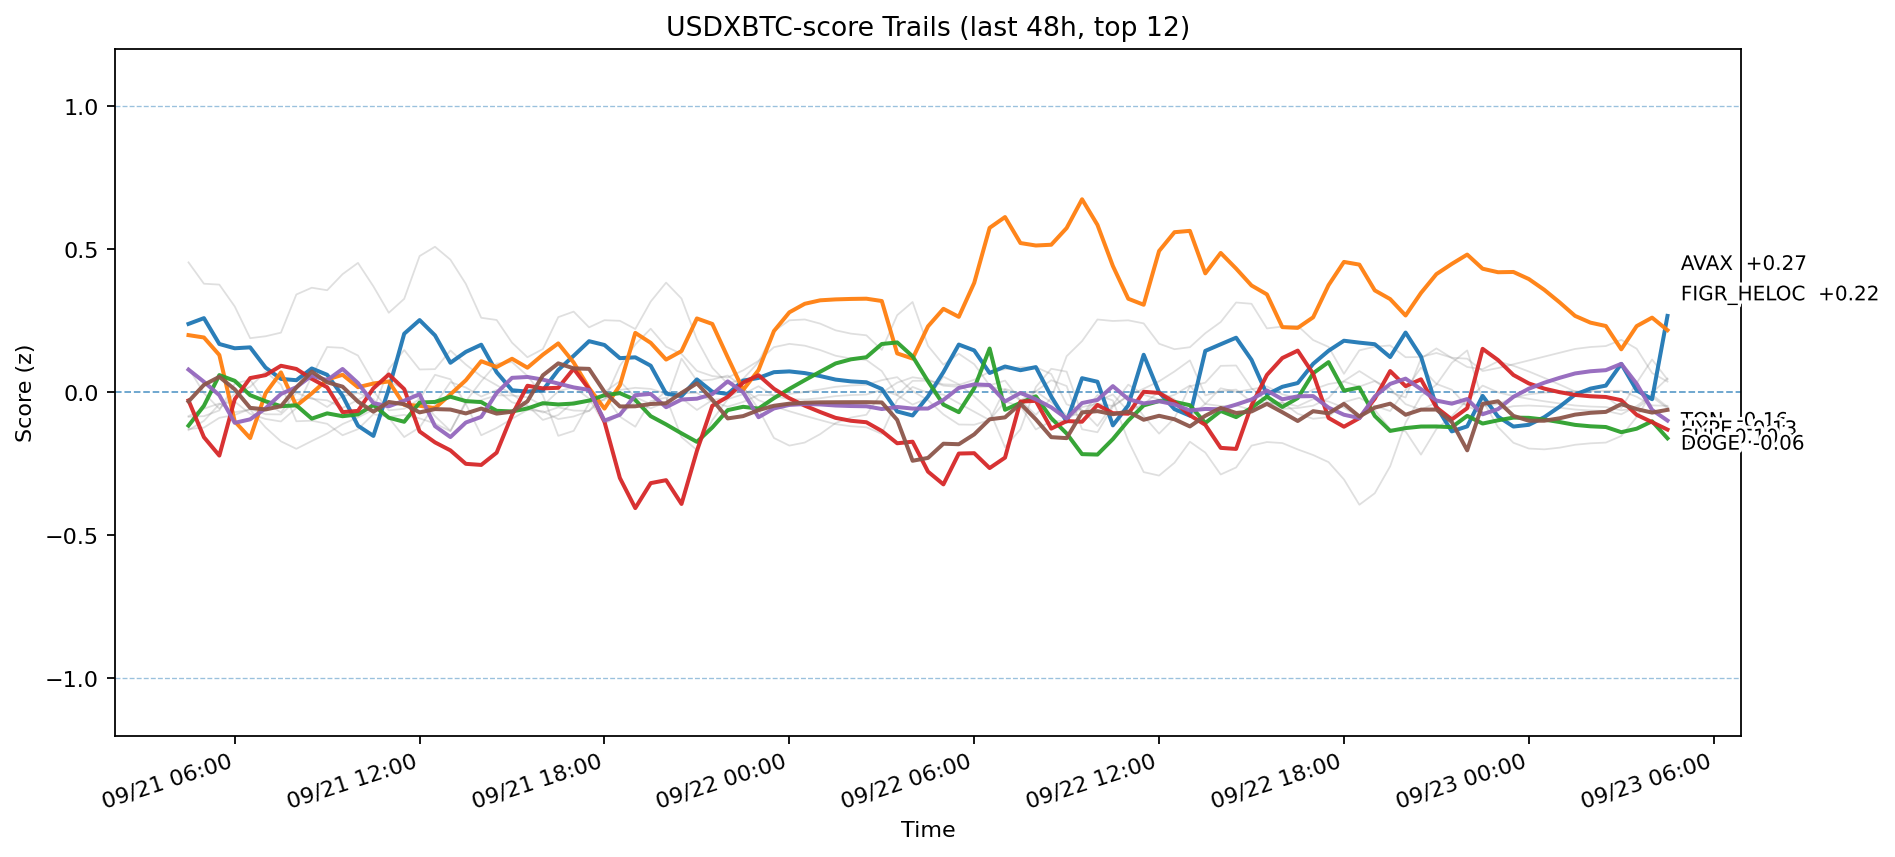 USDXBTC-score Trails (last 48h, top 12)
Score (z)
1.0
0.5
0.0
−0.5
−1.0
AVAX +0.27
FIGR_HELOC +0.22
TON -0.16
DOGE -0.06
09/21 06:00
09/21 12:00
09/21 18:00
09/22 00:00
09/22 06:00
09/22 12:00
09/22 18:00
09/23 00:00
09/23 06:00
Time